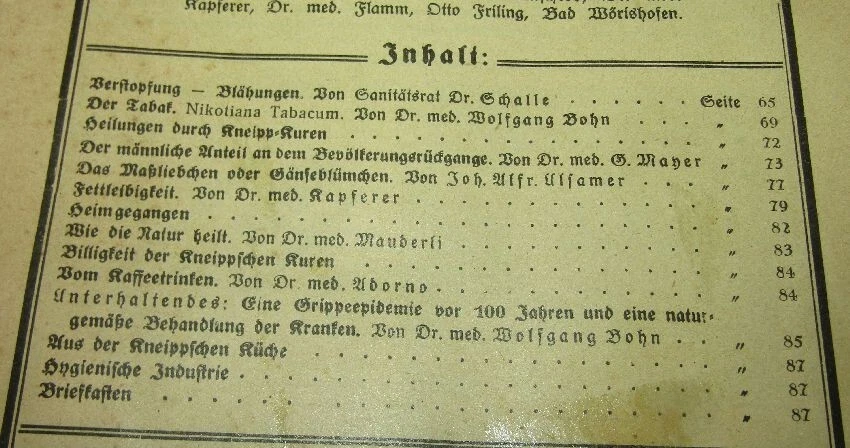 Kapferer, Dr. med. Flamm, Otto Friling, Bad Wörishofen.
Inhalt:
Verstopfung — Blähungen. Von Sanitätsrat Dr. Schalle . . . . . . Seite 65
Der Tabak. Nikotiana Tabacum. Von Dr. med. Wolfgang Bohn . . . „ 69
Heilungen durch Kneipp-Kuren . . . . . . . . . . . . „ 72
Der männliche Anteil an dem Bevölkerungsrückgange. Von Dr. med. G. Mayer „ 73
Das Maßliebchen oder Gänseblümchen. Von Joh. Alfr. Ulsamer . . . „ 77
Fettleibigkeit. Von Dr. med. Kapferer . . . . . . . . . . „ 79
Heimgegangen . . . . . . . . . . . . . . . . „ 82
Wie die Natur heilt. Von Dr. med. Mauderli . . . . . . . . „ 83
Billigkeit der Kneippschen Kuren . . . . . . . . . . . „ 84
Vom Kaffeetrinken. Von Dr. med. Adorno . . . . . . . . . „ 84
Unterhaltendes: Eine Grippeepidemie vor 100 Jahren und eine natur-
gemäße Behandlung der Kranken. Von Dr. med. Wolfgang Bohn . . „ 85
Aus der Kneippschen Küche . . . . . . . . . . . . . „ 87
Hygienische Industrie . . . . . . . . . . . . . . „ 87
Briefkasten . . . . . . . . . . . . . . . . . „ 87